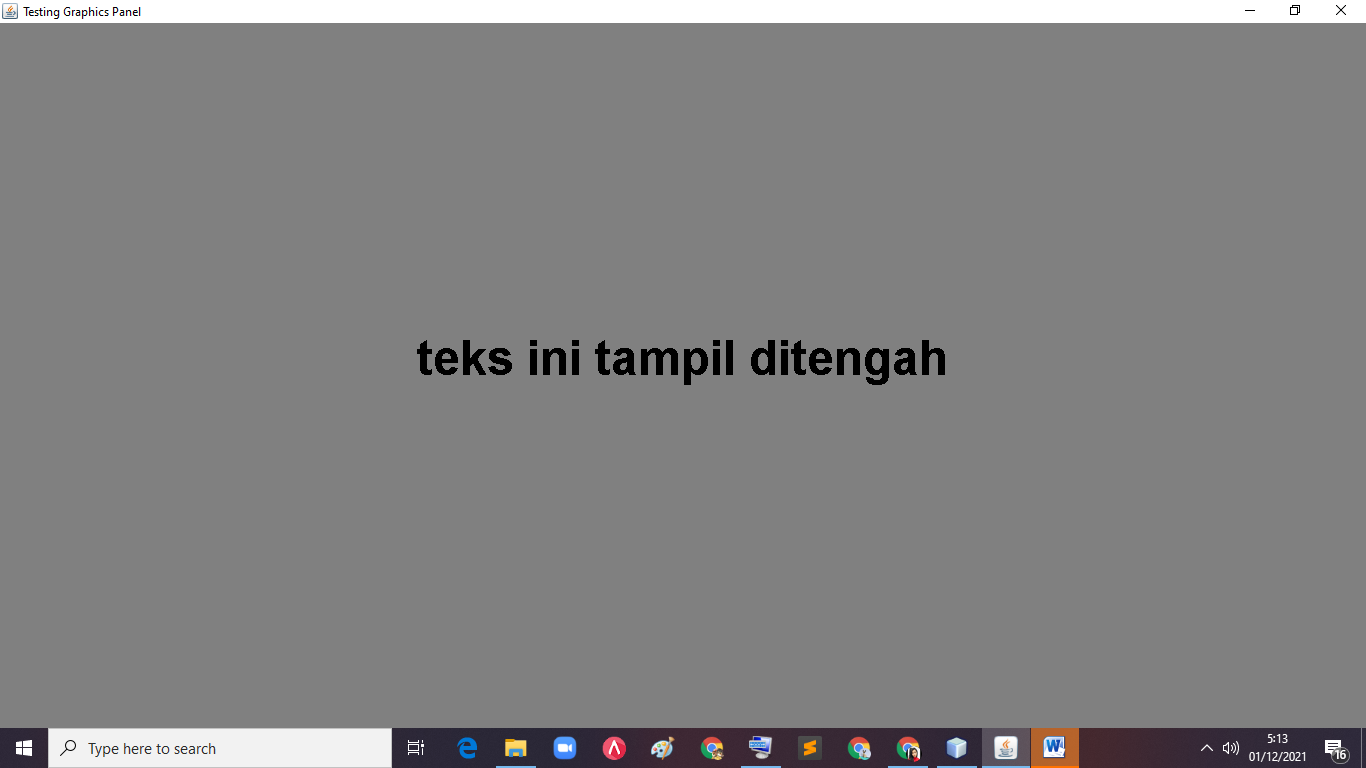 Testing Graphics Panel
teks ini tampil ditengah
Type here to search
5:13
01/12/2021
16